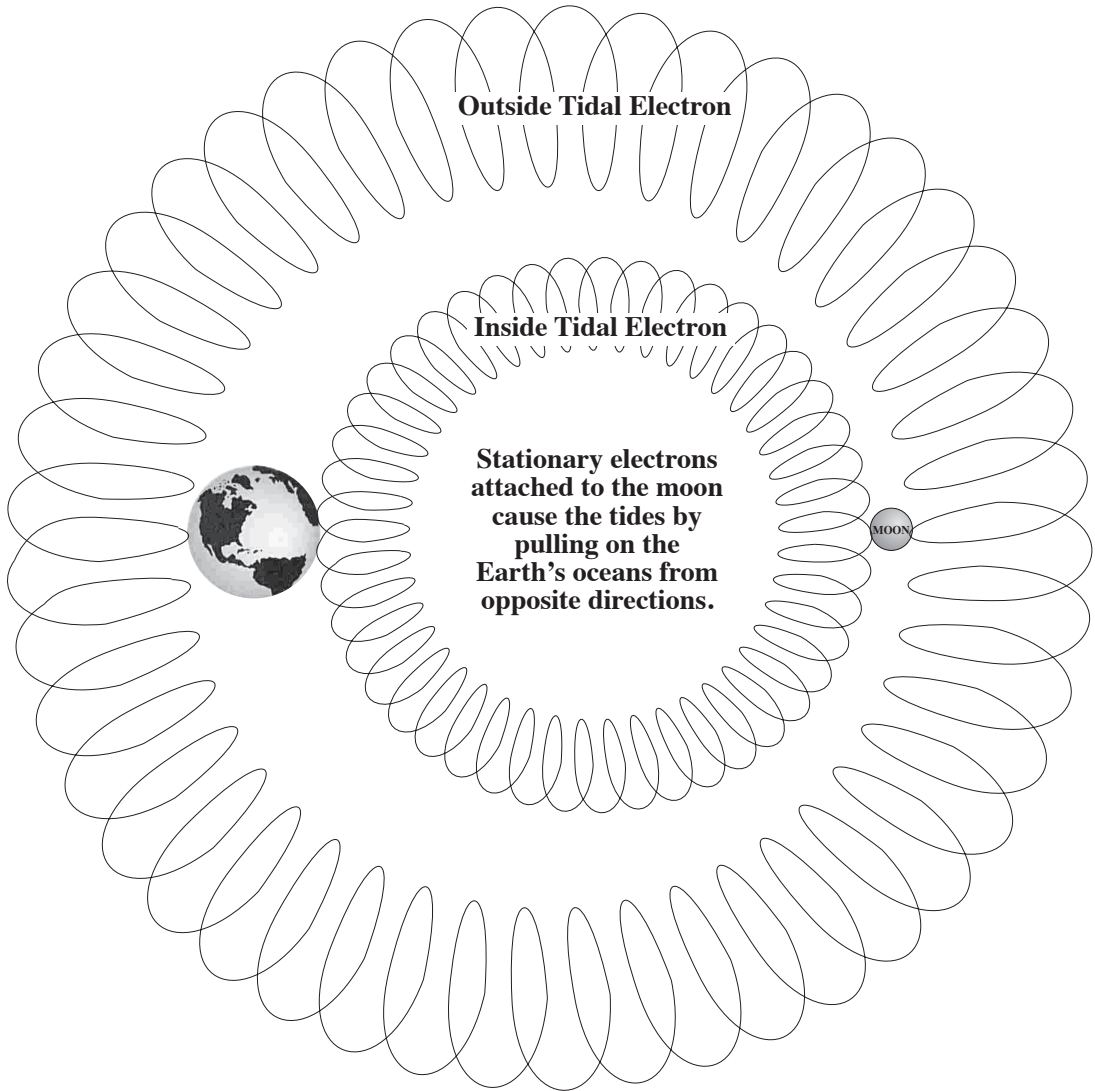 Outside Tidal Electron
Inside Tidal Electron
Stationary electrons
attached to the moon
cause the tides by
pulling on the
Earth’s oceans from
opposite directions.
MOON